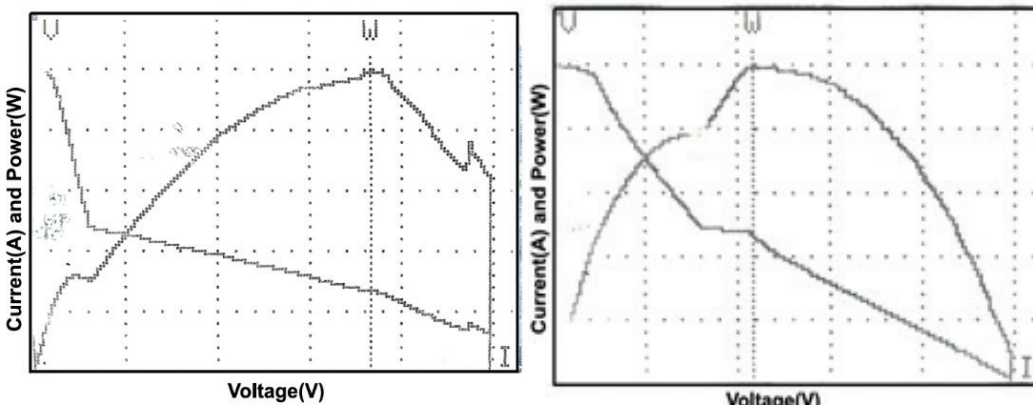 V W
Current(A) and Power(W)
I
Voltage(V)
V W
Current(A) and Power(W)
I
Voltage(V)